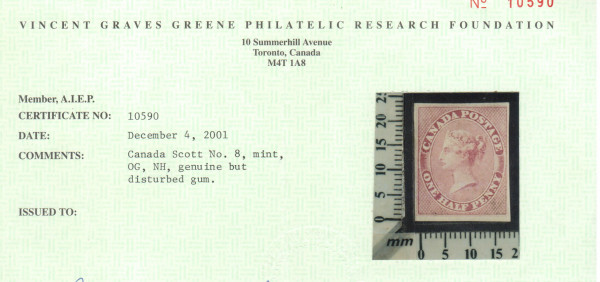 No 10590
VINCENT GRAVES GREENE PHILATELIC RESEARCH FOUNDATION
10 Summerhill Avenue
Toronto, Canada
M4T 1A8
Member, A.I.E.P.
CERTIFICATE NO: 10590
DATE: December 4, 2001
COMMENTS: Canada Scott No. 8, mint,
OG, NH, genuine but
disturbed gum.
ISSUED TO:
CANADA POSTAGE
ONE HALF PENNY
0 5 10 15 20 2
mm 0 5 10 15 2